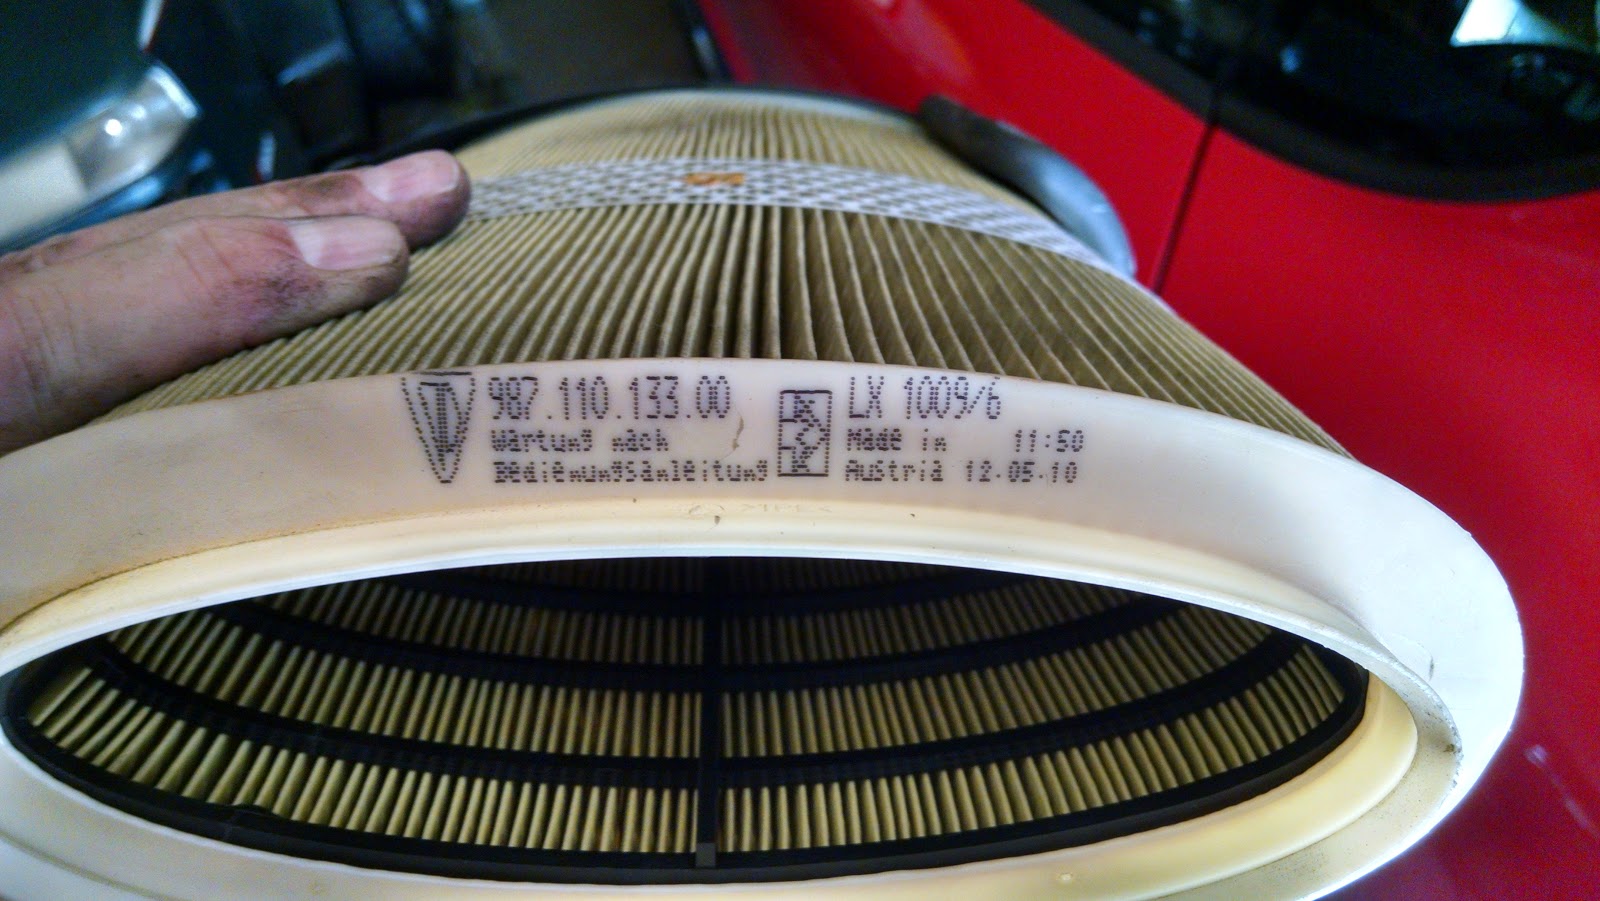 987.110.133.00
Wartung nach
Bedienungsanleitung
LX 1009/6
Made in 11:50
Austria 12.05.10